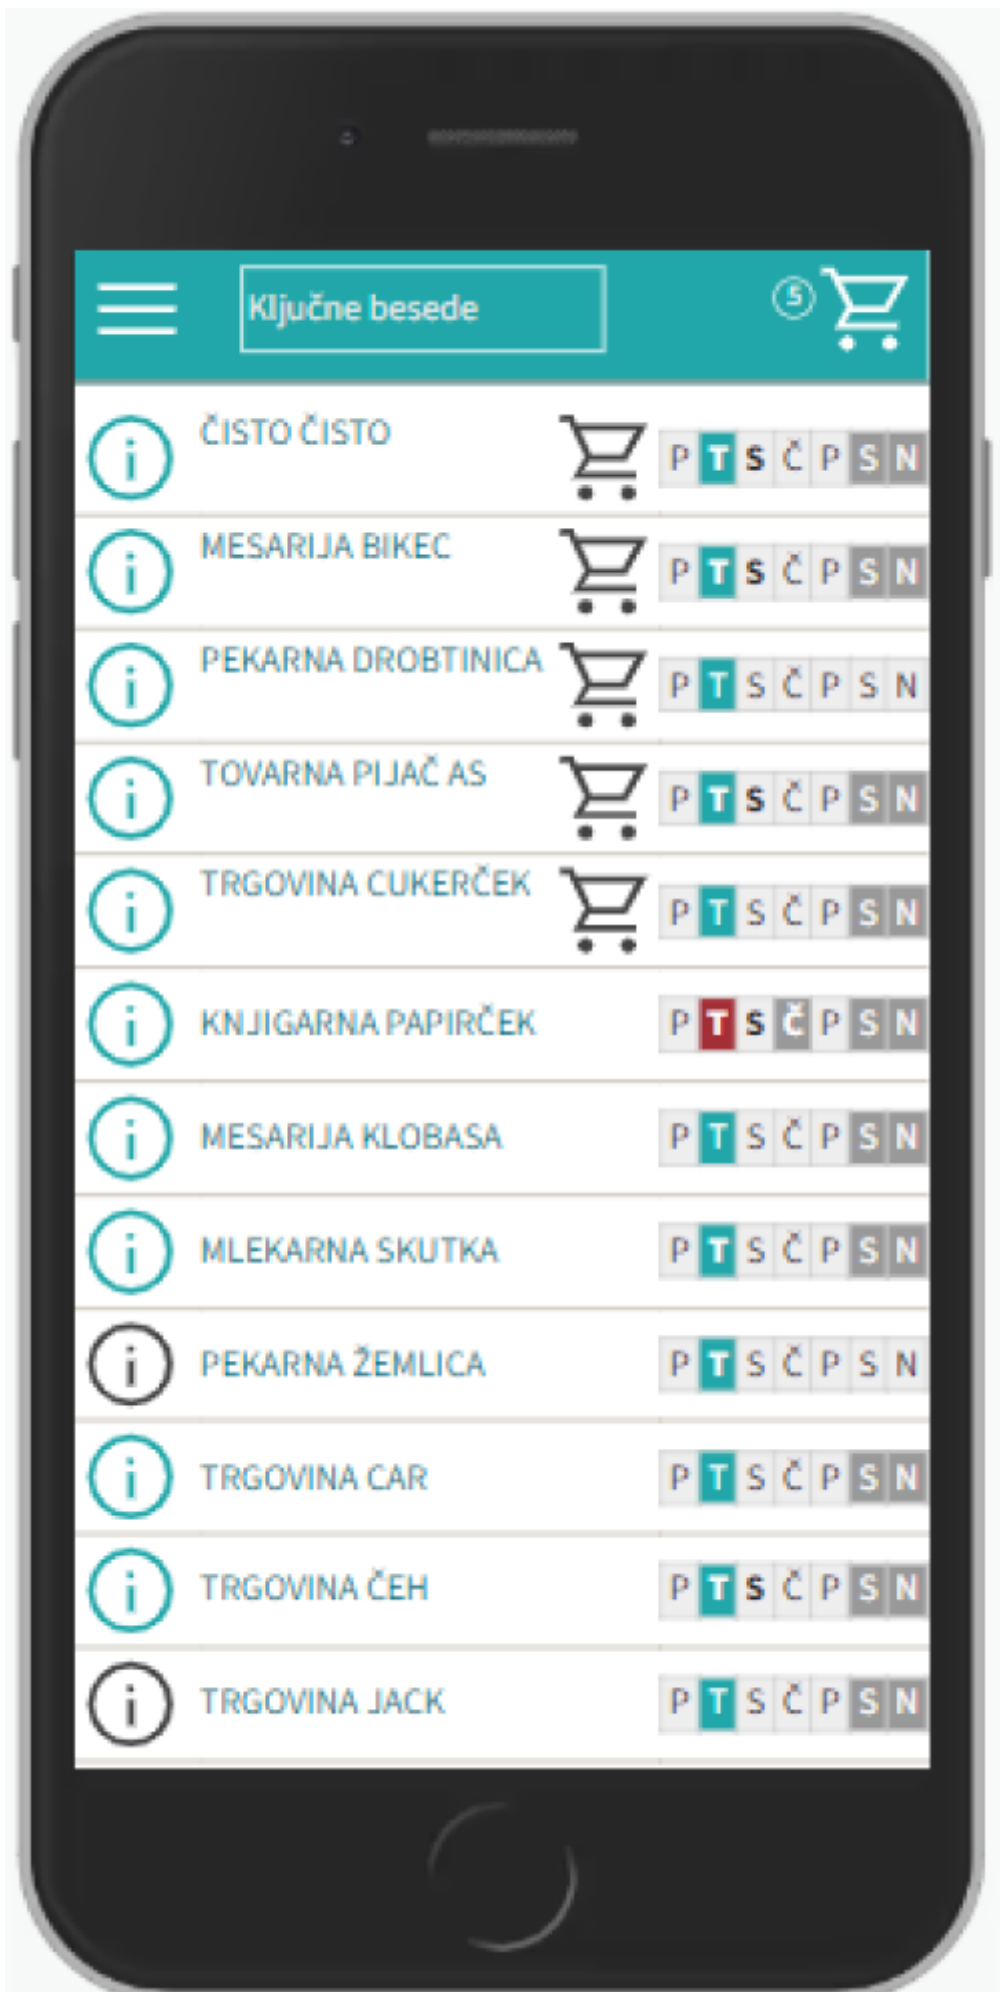 Ključne besede 5
ČISTO ČISTO P T S Č P S N
MESARIJA BIKEC P T S Č P S N
PEKARNA DROBTINICA P T S Č P S N
TOVARNA PIJAČ AS P T S Č P S N
TRGOVINA CUKERČEK P T S Č P S N
KNJIGARNA PAPIRČEK P T S Č P S N
MESARIJA KLOBASA P T S Č P S N
MLEKARNA SKUTKA P T S Č P S N
PEKARNA ŽEMLICA P T S Č P S N
TRGOVINA CAR P T S Č P S N
TRGOVINA ČEH P T S Č P S N
TRGOVINA JACK P T S Č P S N